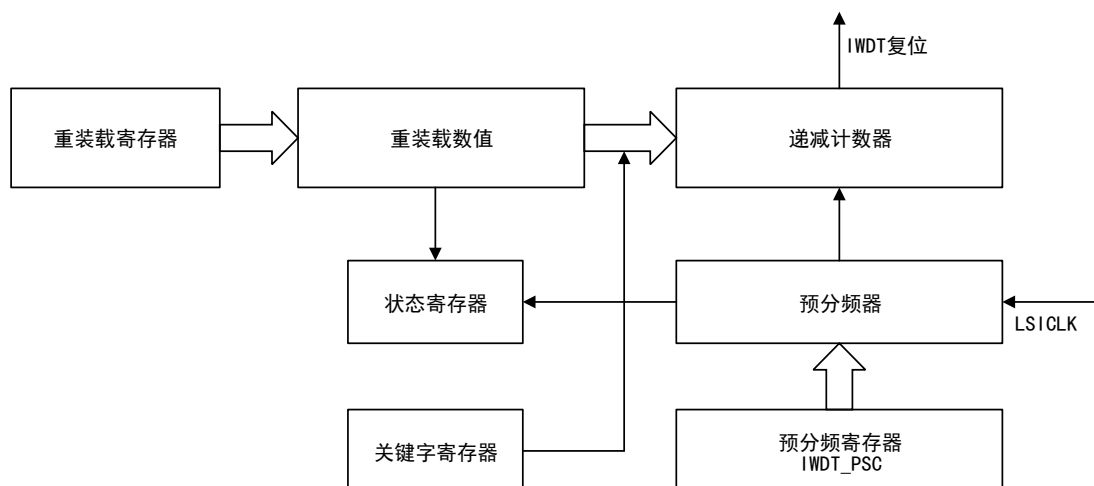 IWDT复位
重装载寄存器
重装载数值
递减计数器
状态寄存器
预分频器
LSICLK
关键字寄存器
预分频寄存器
IWDT_PSC